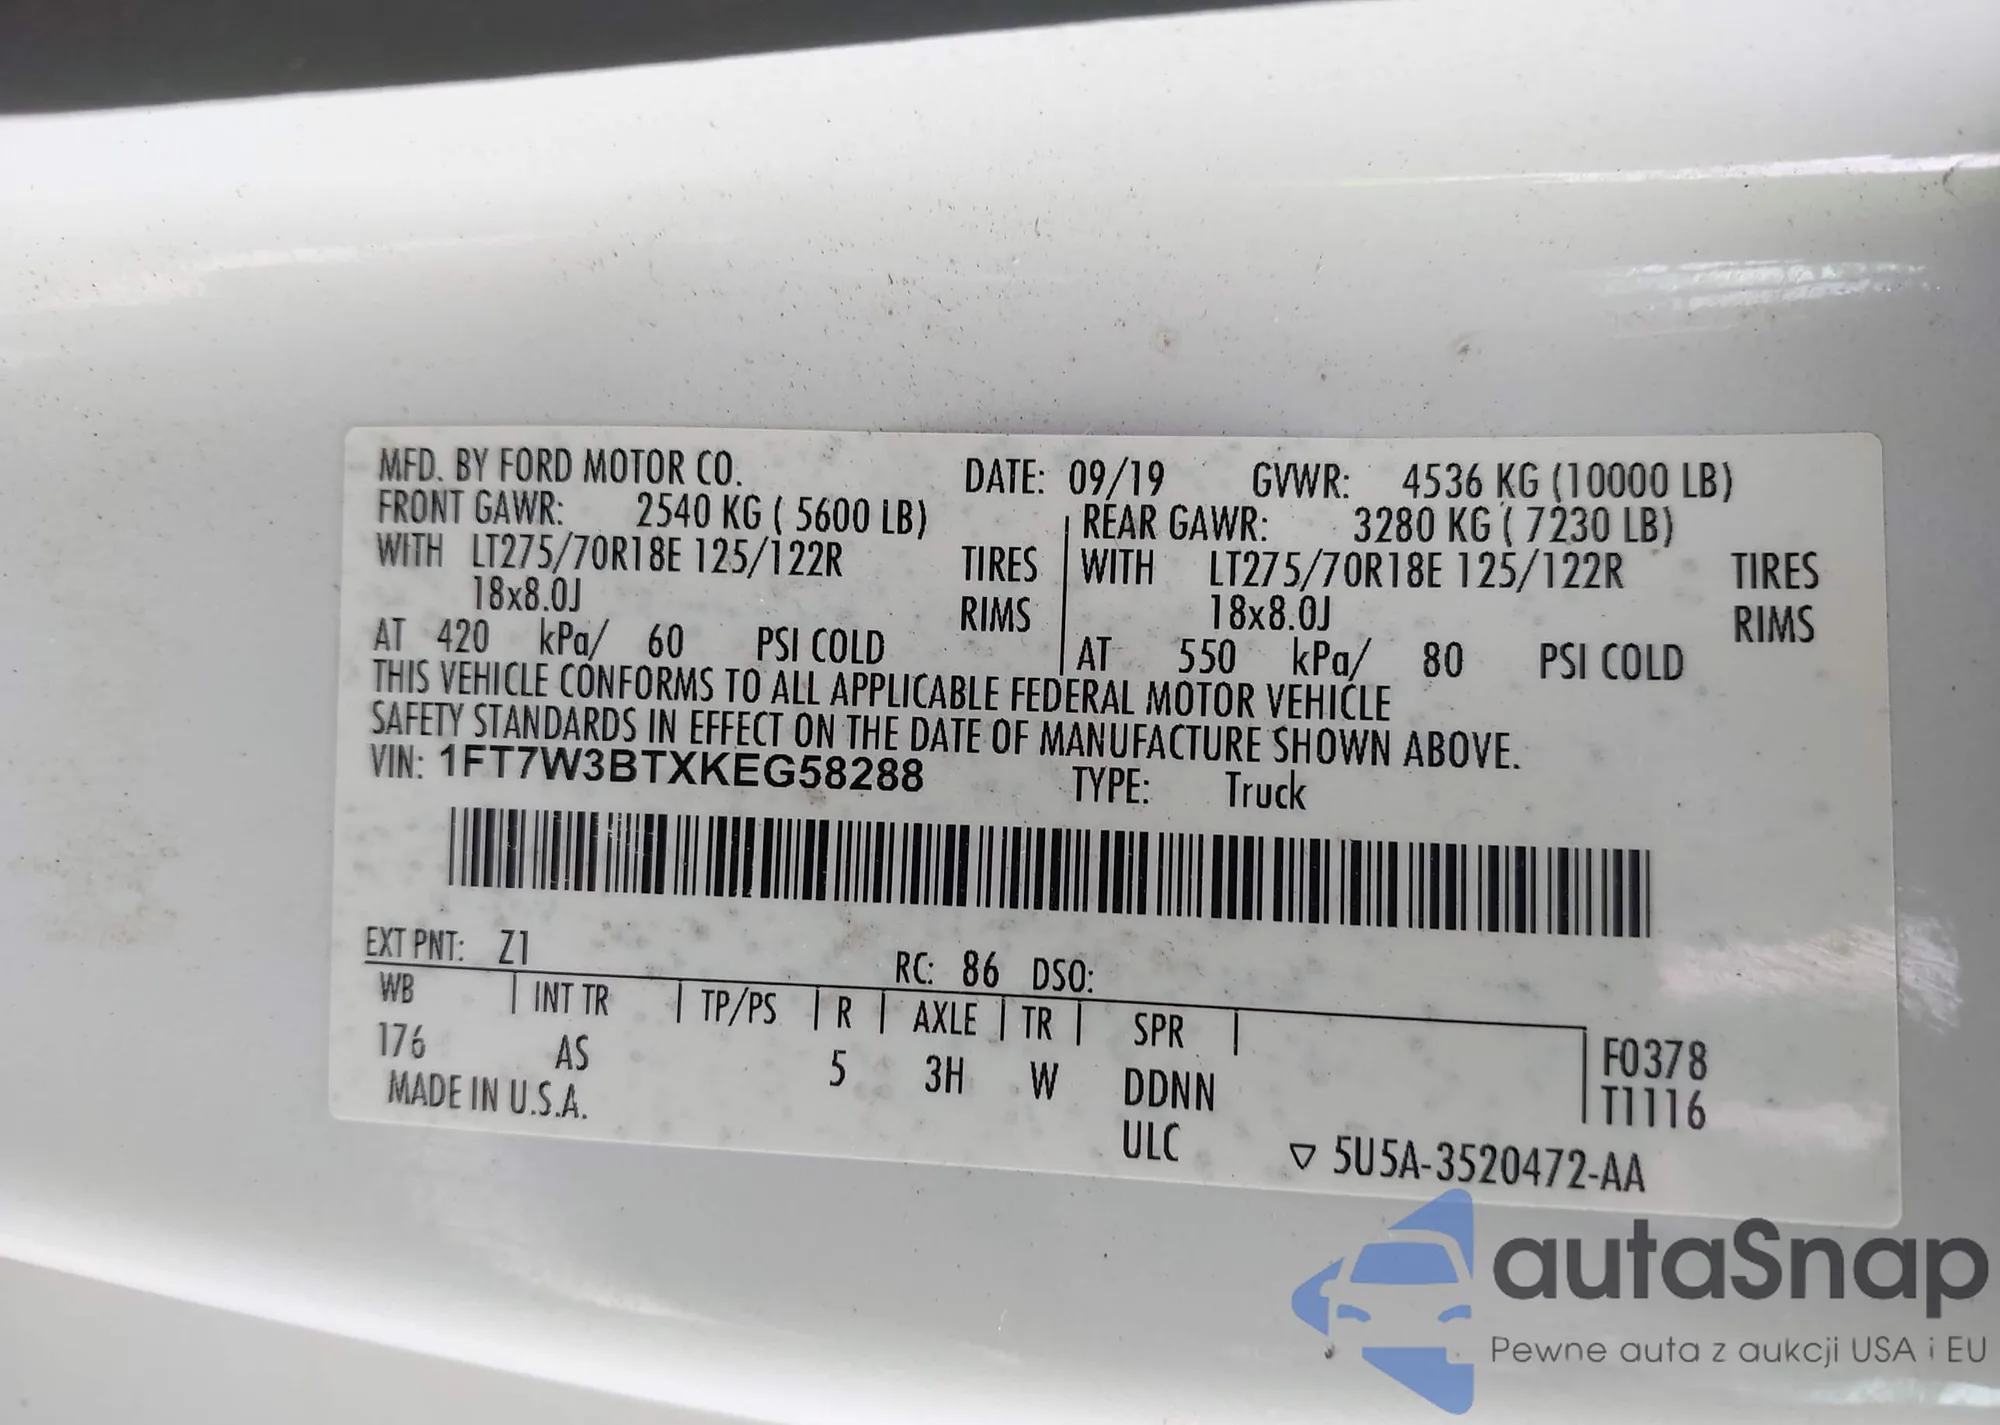 MFD. BY FORD MOTOR CO. DATE: 09/19 GVWR: 4536 KG (10000 LB)
FRONT GAWR: 2540 KG ( 5600 LB) REAR GAWR: 3280 KG ( 7230 LB)
WITH LT275/70R18E 125/122R TIRES WITH LT275/70R18E 125/122R TIRES
18x8.0J RIMS 18x8.0J RIMS
AT 420 kPa/ 60 PSI COLD AT 550 kPa/ 80 PSI COLD
THIS VEHICLE CONFORMS TO ALL APPLICABLE FEDERAL MOTOR VEHICLE
SAFETY STANDARDS IN EFFECT ON THE DATE OF MANUFACTURE SHOWN ABOVE.
VIN: 1FT7W3BTXKEG58288 TYPE: Truck
EXT PNT: Z1 RC: 86 DSO:
WB INT TR TP/PS R AXLE TR SPR F0378
176 AS 5 3H W DDNN T1116
MADE IN U.S.A. ULC ▽ 5U5A-3520472-AA
autaSnap
Pewne auta z aukcji USA i EU